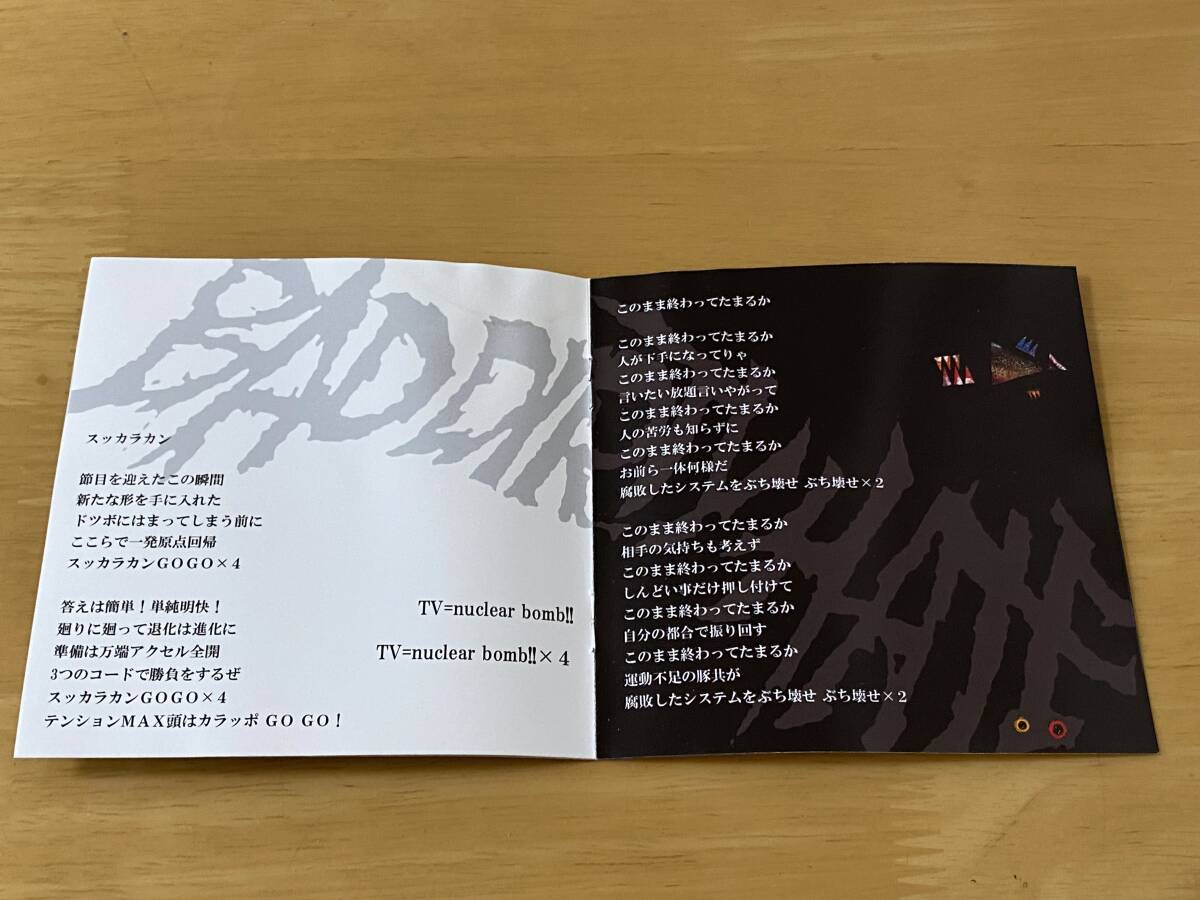 スッカラカン
節目を迎えたこの瞬間
新たな形を手に入れた
ドツボにはまってしまう前に
ここらで一発原点回帰
スッカラカンGOGO×4
答えは簡単!単純明快!
廻りに廻って退化は進化に
準備は万端アクセル全開
3つのコードで勝負をするぜ
スッカラカンGOGO×4
テンションMAX頭はカラッポ GO GO!
TV=nuclear bomb!!
TV=nuclear bomb!!×4
このまま終わってたまるか
このまま終わってたまるか
人が下手になってりゃ
このまま終わってたまるか
言いたい放題言いやがって
このまま終わってたまるか
人の苦労も知らずに
このまま終わってたまるか
お前ら一体何様だ
腐敗したシステムをぶち壊せ ぶち壊せ×2
このまま終わってたまるか
相手の気持ちも考えず
このまま終わってたまるか
しんどい事だけ押し付けて
このまま終わってたまるか
自分の都合で振り回す
このまま終わってたまるか
運動不足の豚共が
腐敗したシステムをぶち壊せ ぶち壊せ×2